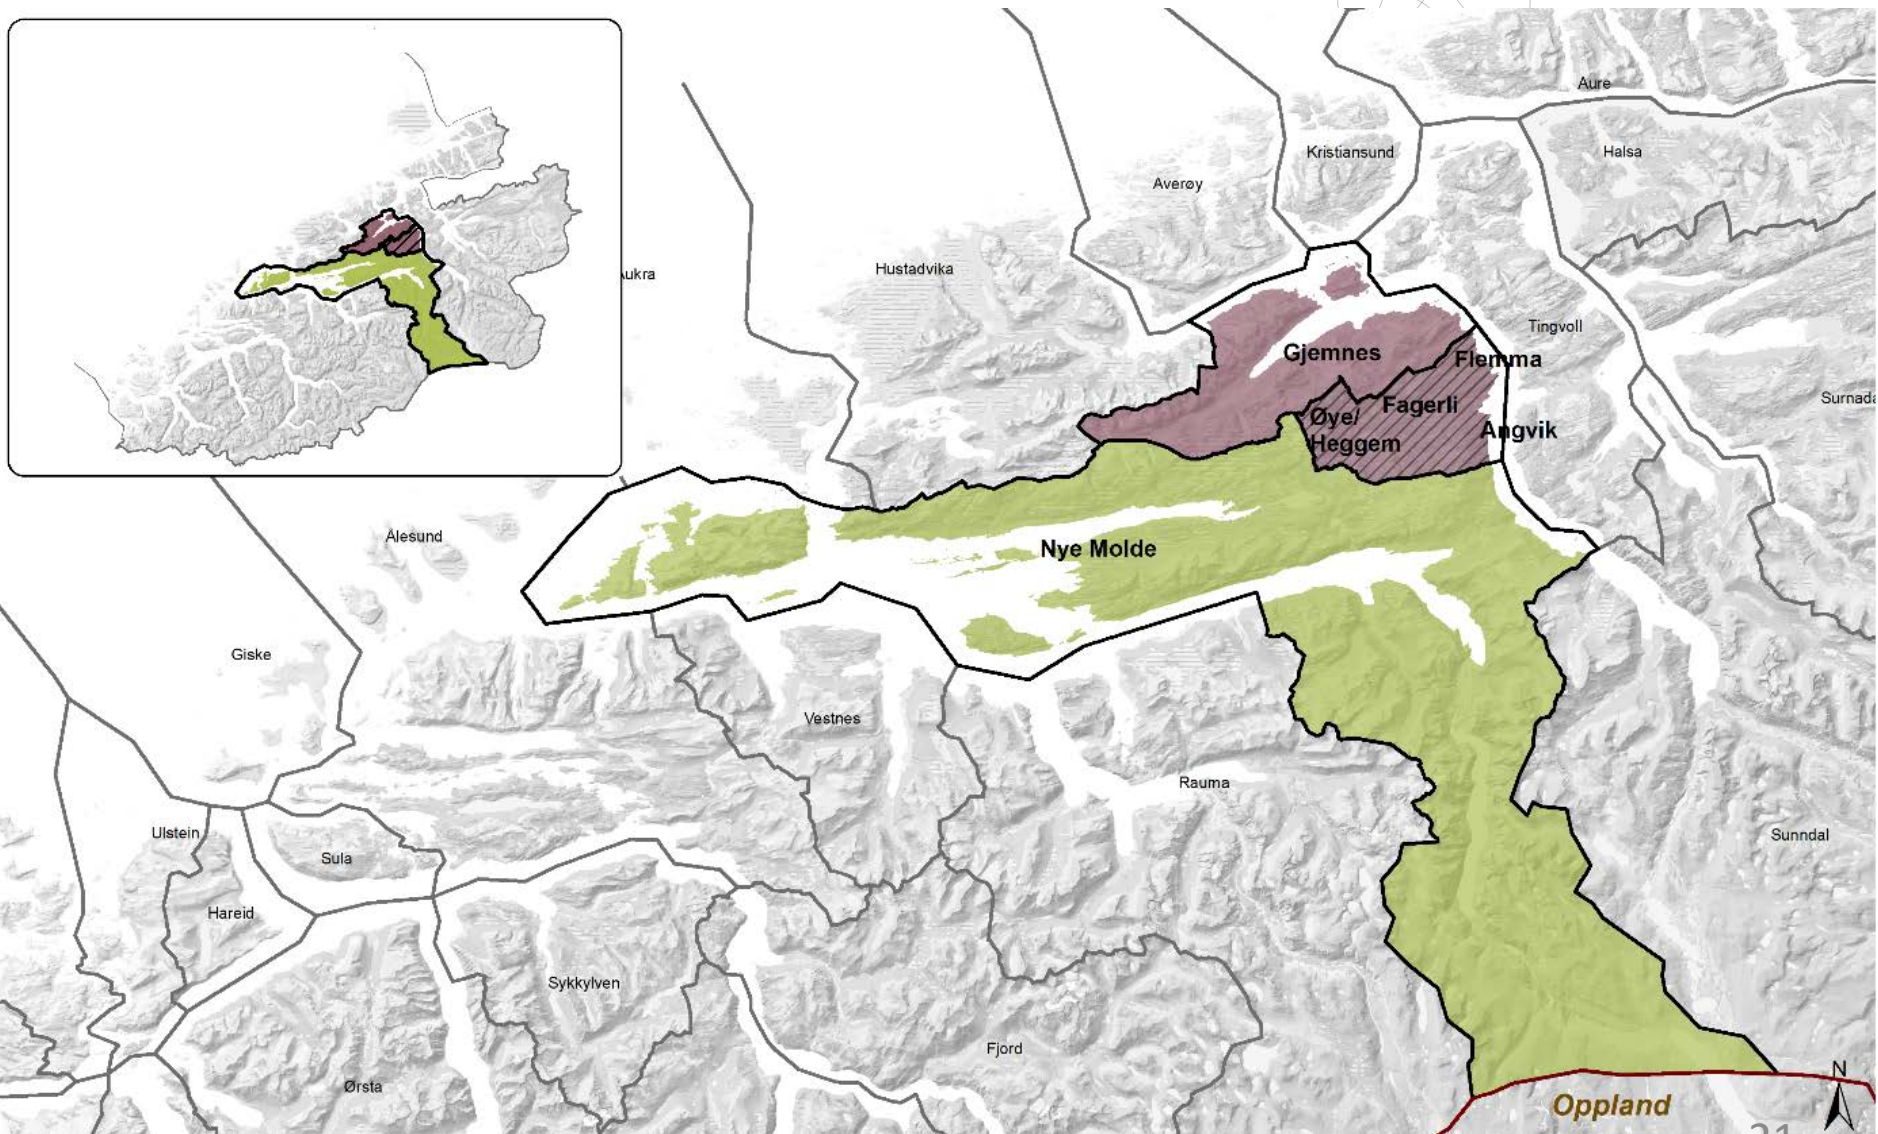 Aure
Kristiansund
Halsa
Averøy
Hustadvika
Aukra
Tingvoll
Gjemnes
Flemma
Surnada
Fagerli
Øye/
Heggem
Angvik
Ålesund
Nye Molde
Giske
Vestnes
Rauma
Ulstein
Sunndal
Sula
Hareid
Sykkylven
Fjord
Ørsta
N
Oppland